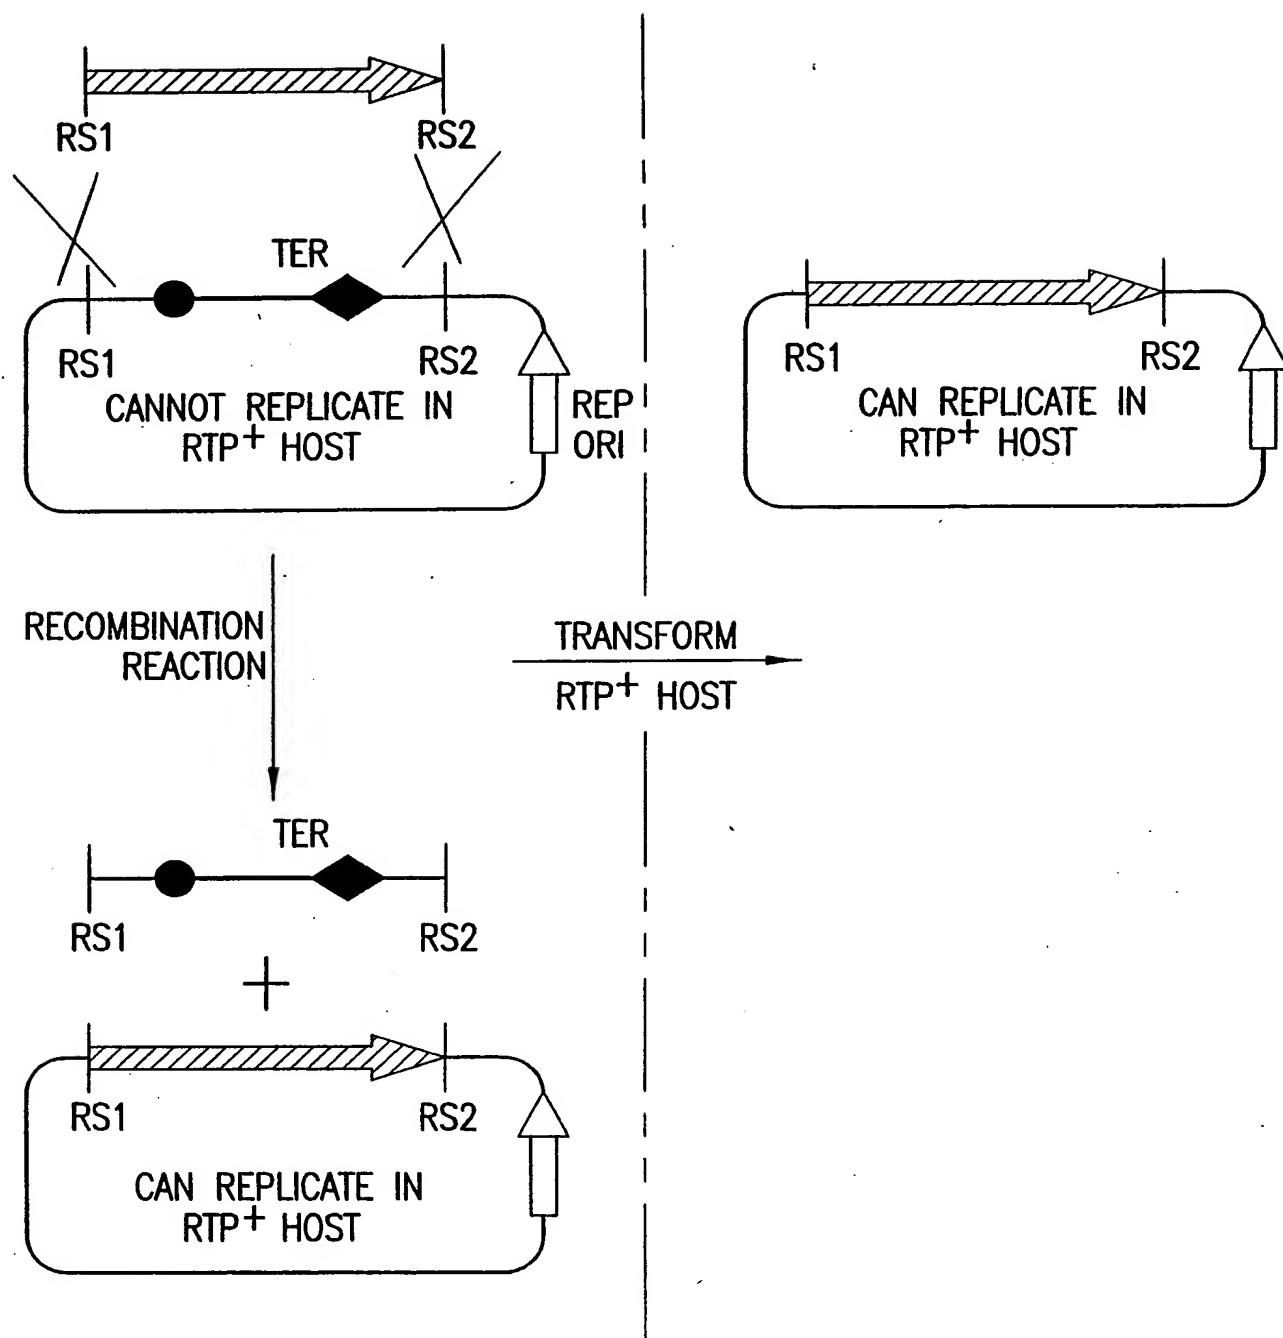 RS1
RS2
TER
RS1
RS2
CANNOT REPLICATE IN
RTP+ HOST
REP
ORI
RECOMBINATION
REACTION
TER
RS1
RS2
+
RS1
RS2
CAN REPLICATE IN
RTP+ HOST
TRANSFORM
RTP+ HOST
RS1
RS2
CAN REPLICATE IN
RTP+ HOST